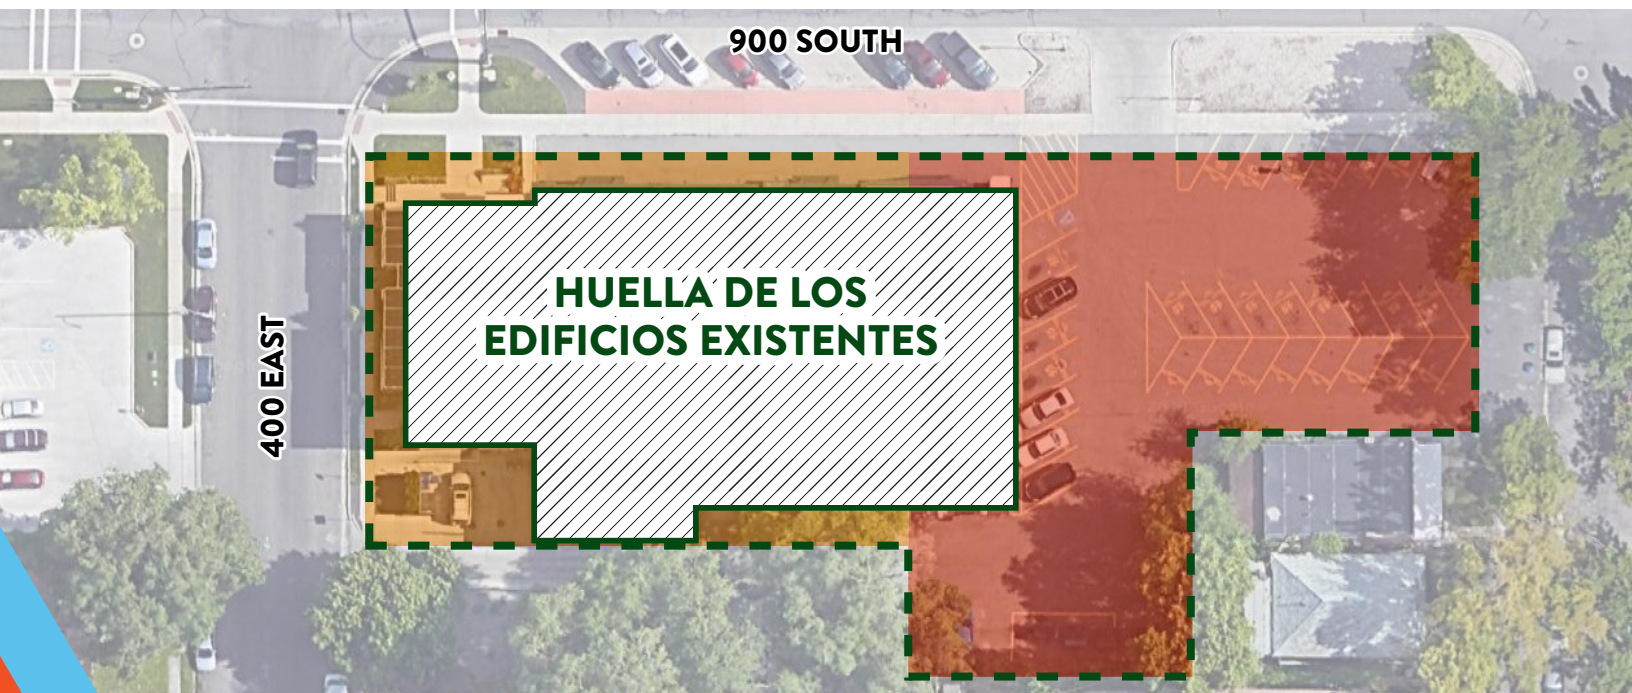 900 SOUTH
HUELLA DE LOS
EDIFICIOS EXISTENTES
400 EAST